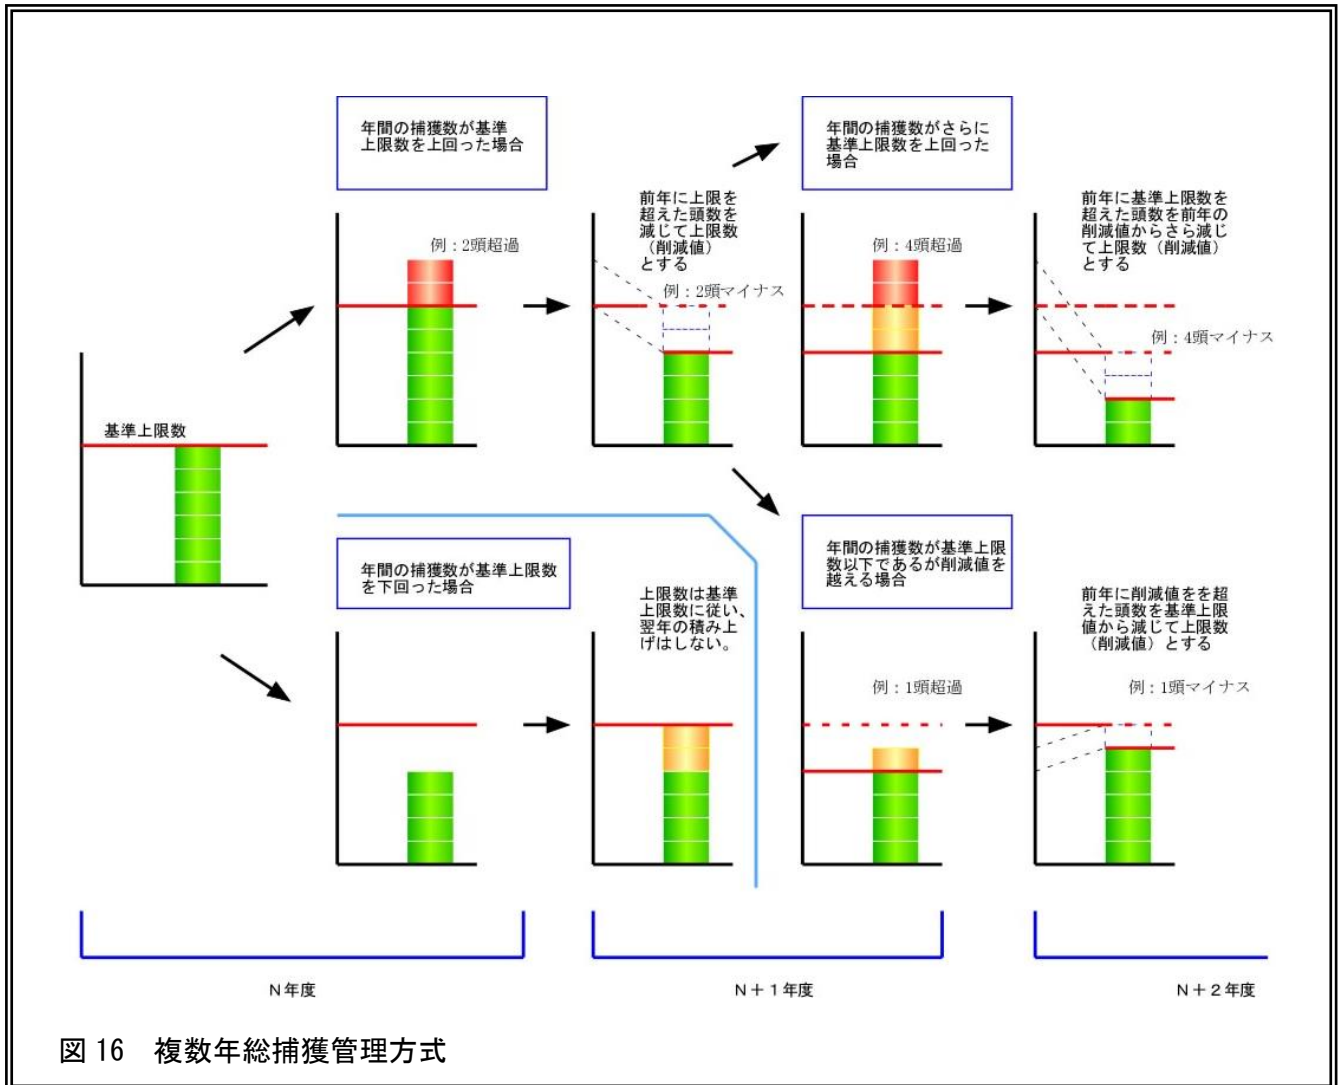 年間の捕獲数が基準
上限数を上回った場合
年間の捕獲数がさらに
基準上限数を上回った
場合
前年に上限を
超えた頭数を
減じて上限数
（削減値）
とする
前年に基準上限数を
超えた頭数を前年の
削減値からさら減じ
て上限数（削減値）
とする
例：2頭超過
例：2頭マイナス
例：4頭超過
例：4頭マイナス
基準上限数
年間の捕獲数が基準上限数
を下回った場合
上限数は基準
上限数に従い、
翌年の積み上
げはしない。
年間の捕獲数が基準上限
数以下であるが削減値を
越える場合
前年に削減値をを超
えた頭数を基準上限
値から減じて上限数
（削減値）とする
例：1頭超過
例：1頭マイナス
N年度
N＋1年度
N＋2年度
図 16　複数年総捕獲管理方式